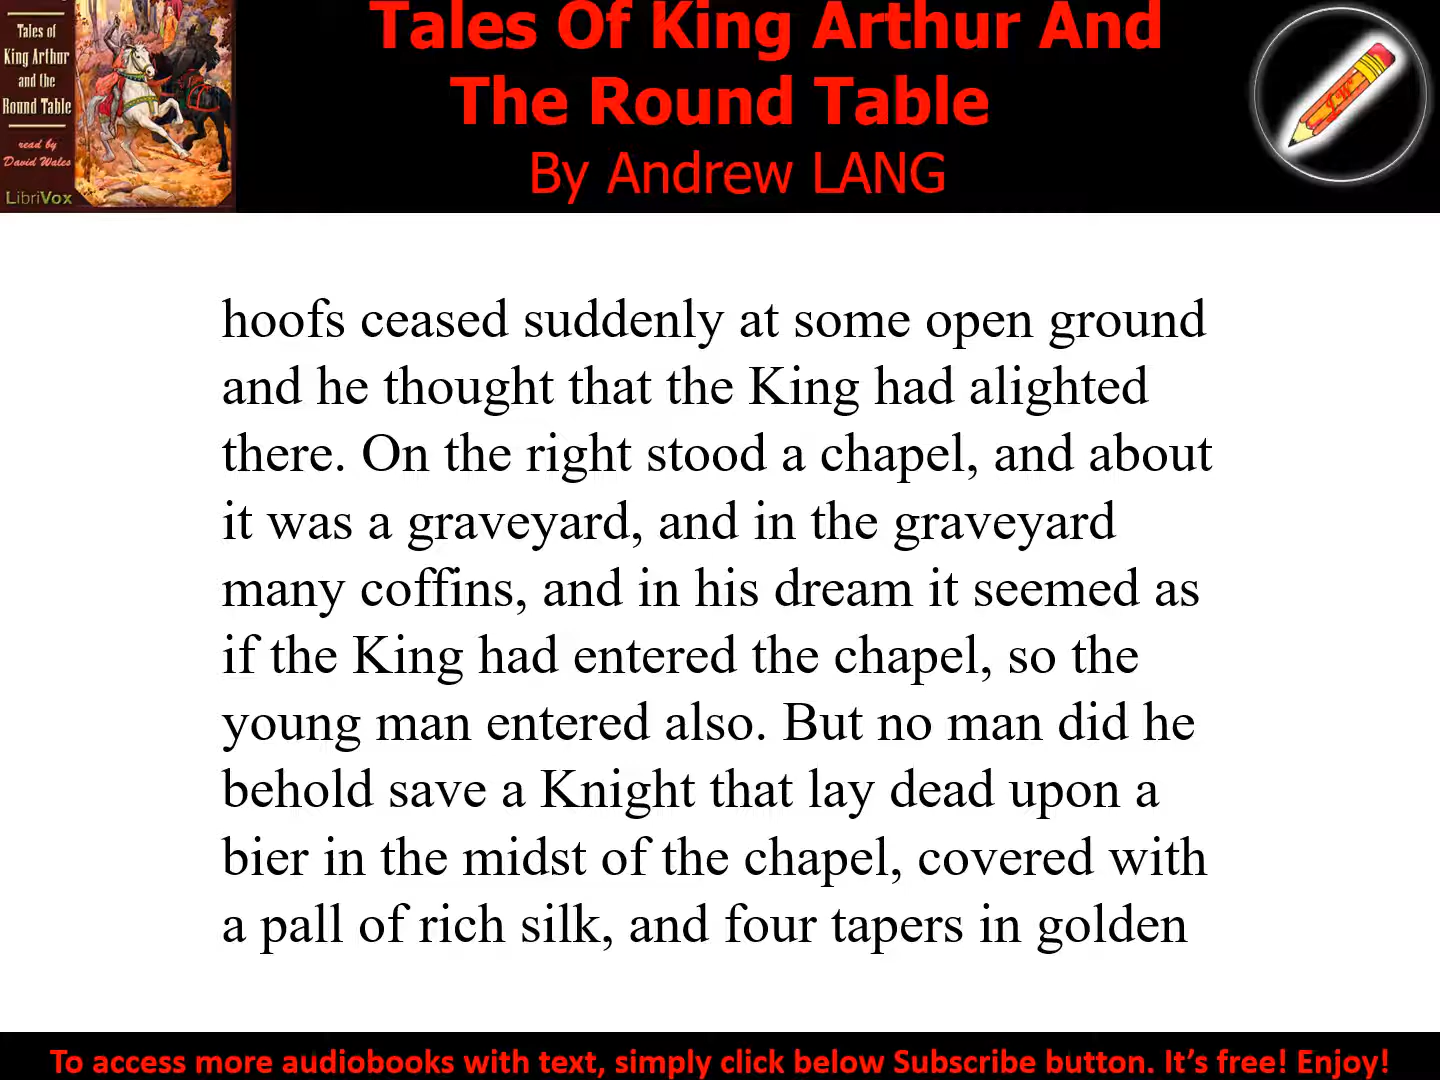 Tales of
King Arthur
and the
Round Table
read by
David Wales
LibriVox
Tales Of King Arthur And
The Round Table
By Andrew LANG
hoofs ceased suddenly at some open ground
and he thought that the King had alighted
there. On the right stood a chapel, and about
it was a graveyard, and in the graveyard
many coffins, and in his dream it seemed as
if the King had entered the chapel, so the
young man entered also. But no man did he
behold save a Knight that lay dead upon a
bier in the midst of the chapel, covered with
a pall of rich silk, and four tapers in golden
To access more audiobooks with text, simply click below Subscribe button. It’s free! Enjoy!